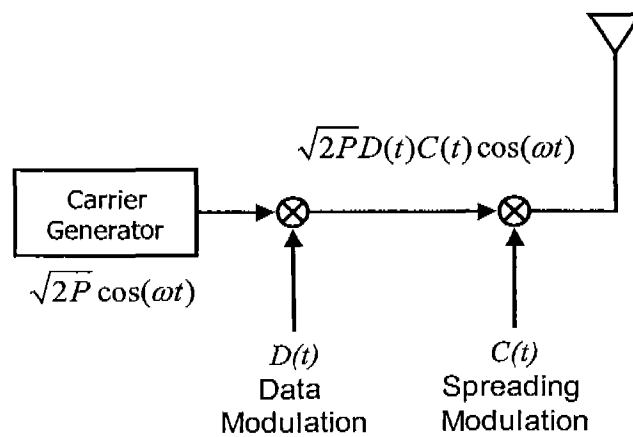 √2P D(t)C(t) cos(ωt)
Carrier
Generator
√2P cos(ωt)
D(t)
Data
Modulation
C(t)
Spreading
Modulation